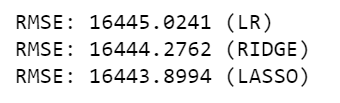 RMSE: 16445.0241 (LR)
RMSE: 16444.2762 (RIDGE)
RMSE: 16443.8994 (LASSO)